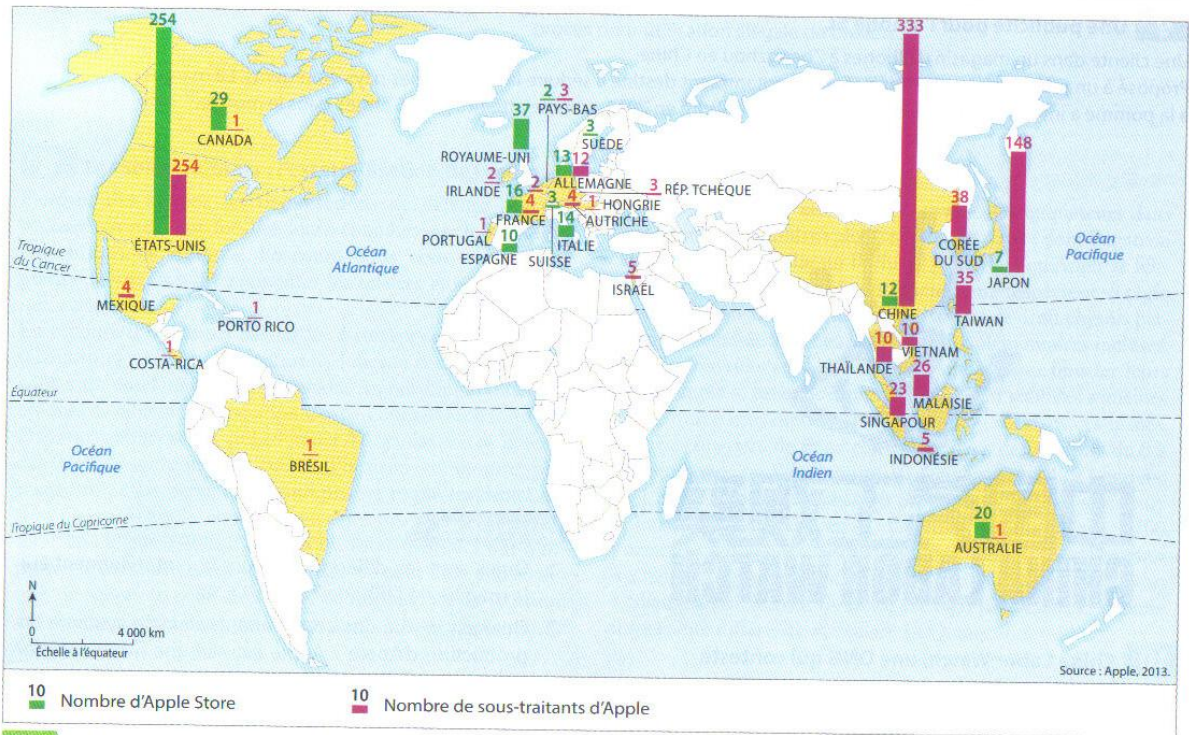 254
29
CANADA
1
254
ÉTATS-UNIS
4
MEXIQUE
1
PORTO RICO
1
COSTA-RICA
1
BRÉSIL
37
ROYAUME-UNI
2
3
PAYS-BAS
3
SUÈDE
13
12
ALLEMAGNE
2
IRLANDE
2
16
4
FRANCE
3
RÉP. TCHÈQUE
1
HONGRIE
4
AUTRICHE
3
SUISSE
14
ITALIE
1
PORTUGAL
10
ESPAGNE
5
ISRAËL
333
12
CHINE
148
7
JAPON
38
CORÉE
DU SUD
35
TAIWAN
10
VIETNAM
10
THAÏLANDE
26
MALAISIE
23
SINGAPOUR
5
INDONÉSIE
20
1
AUSTRALIE
Océan
Atlantique
Océan
Pacifique
Océan
Pacifique
Océan
Indien
Tropique
du Cancer
Équateur
Tropique du Capricorne
N
0
4 000 km
Échelle à l'équateur
Source : Apple, 2013.
10
Nombre d'Apple Store
10
Nombre de sous-traitants d'Apple